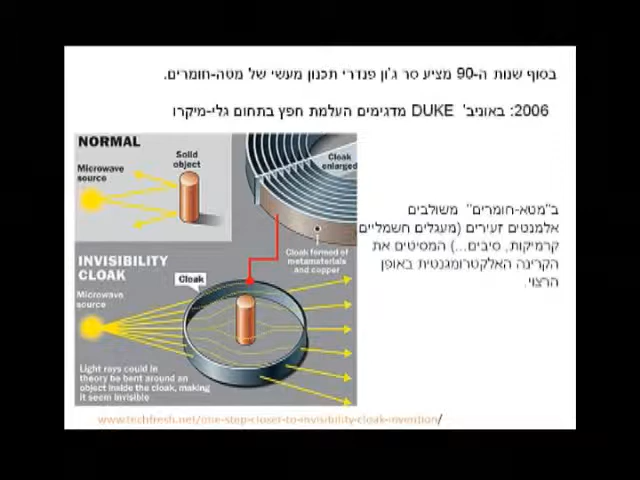 בסוף שנות ה-90 מציע סר ג'ון פנדרי תכנון מעשי של מטה-חומרים.
2006: באוניב' DUKE מדגימים העלמת חפץ בתחום גלי-מיקרו
NORMAL
Microwave
source
Solid
object
Cloak
enlarged
Cloak formed of
metamaterials
and copper
INVISIBILITY
CLOAK
Cloak
Microwave
source
Light rays could in
theory be bent around an
object inside the cloak, making
it seem invisible
ב"מטא-חומרים" משולבים
אלמנטים זעירים (מעגלים חשמליים
קרמיקות, סיבים...) המסיטים את
הקרינה האלקטרומגנטית באופן
הרצוי.
www.techfresh.net/one-step-closer-to-invisibility-cloak-invention/